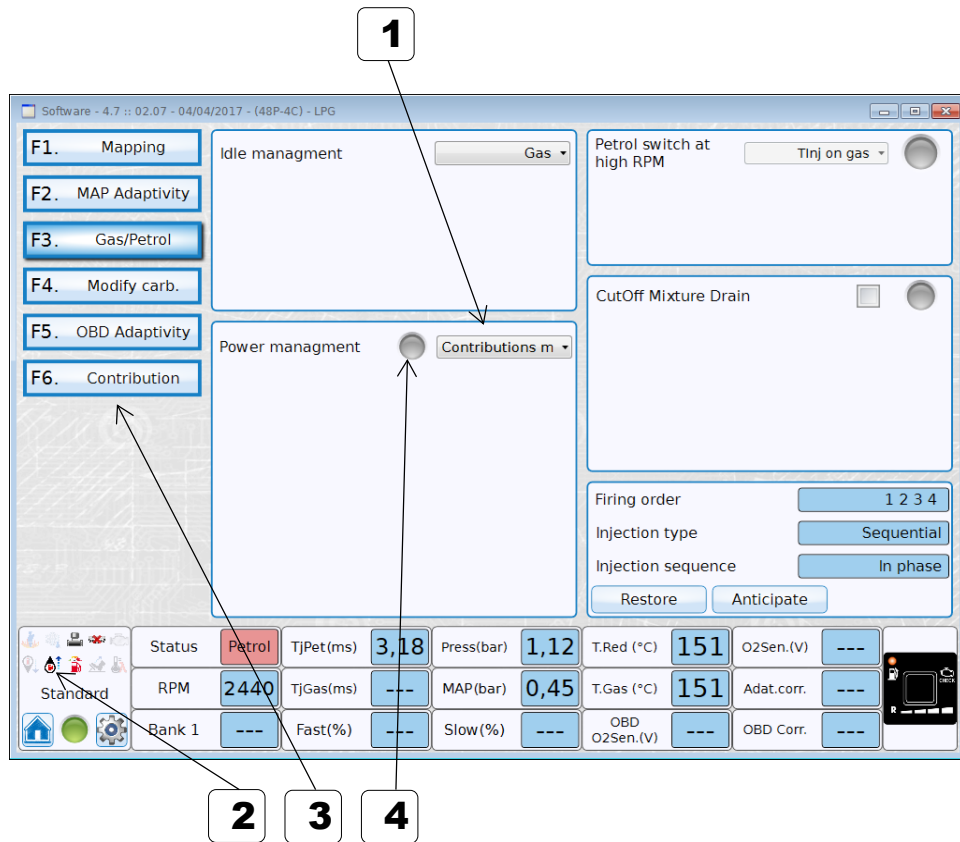 1
Software - 4.7 :: 02.07 - 04/04/2017 - (48P-4C) - LPG
F1. Mapping
F2. MAP Adaptivity
F3. Gas/Petrol
F4. Modify carb.
F5. OBD Adaptivity
F6. Contribution
Idle managment Gas
Power managment Contributions m
Petrol switch at
high RPM
TInj on gas
CutOff Mixture Drain
Firing order 1 2 3 4
Injection type Sequential
Injection sequence In phase
Restore Anticipate
Standard
Status Petrol TjPet(ms) 3,18 Press(bar) 1,12 T.Red (°C) 151 O2Sen.(V) ---
RPM 2440 TjGas(ms) --- MAP(bar) 0,45 T.Gas (°C) 151 Adat.corr. ---
Bank 1 --- Fast(%) --- Slow(%) --- OBD
O2Sen.(V) --- OBD Corr. ---
CHECK
R
2 3 4